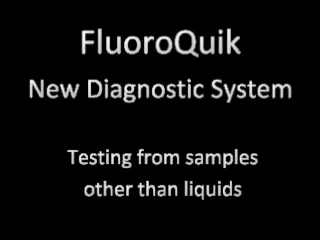 FluoroQuik
New Diagnostic System
Testing from samples
other than liquids